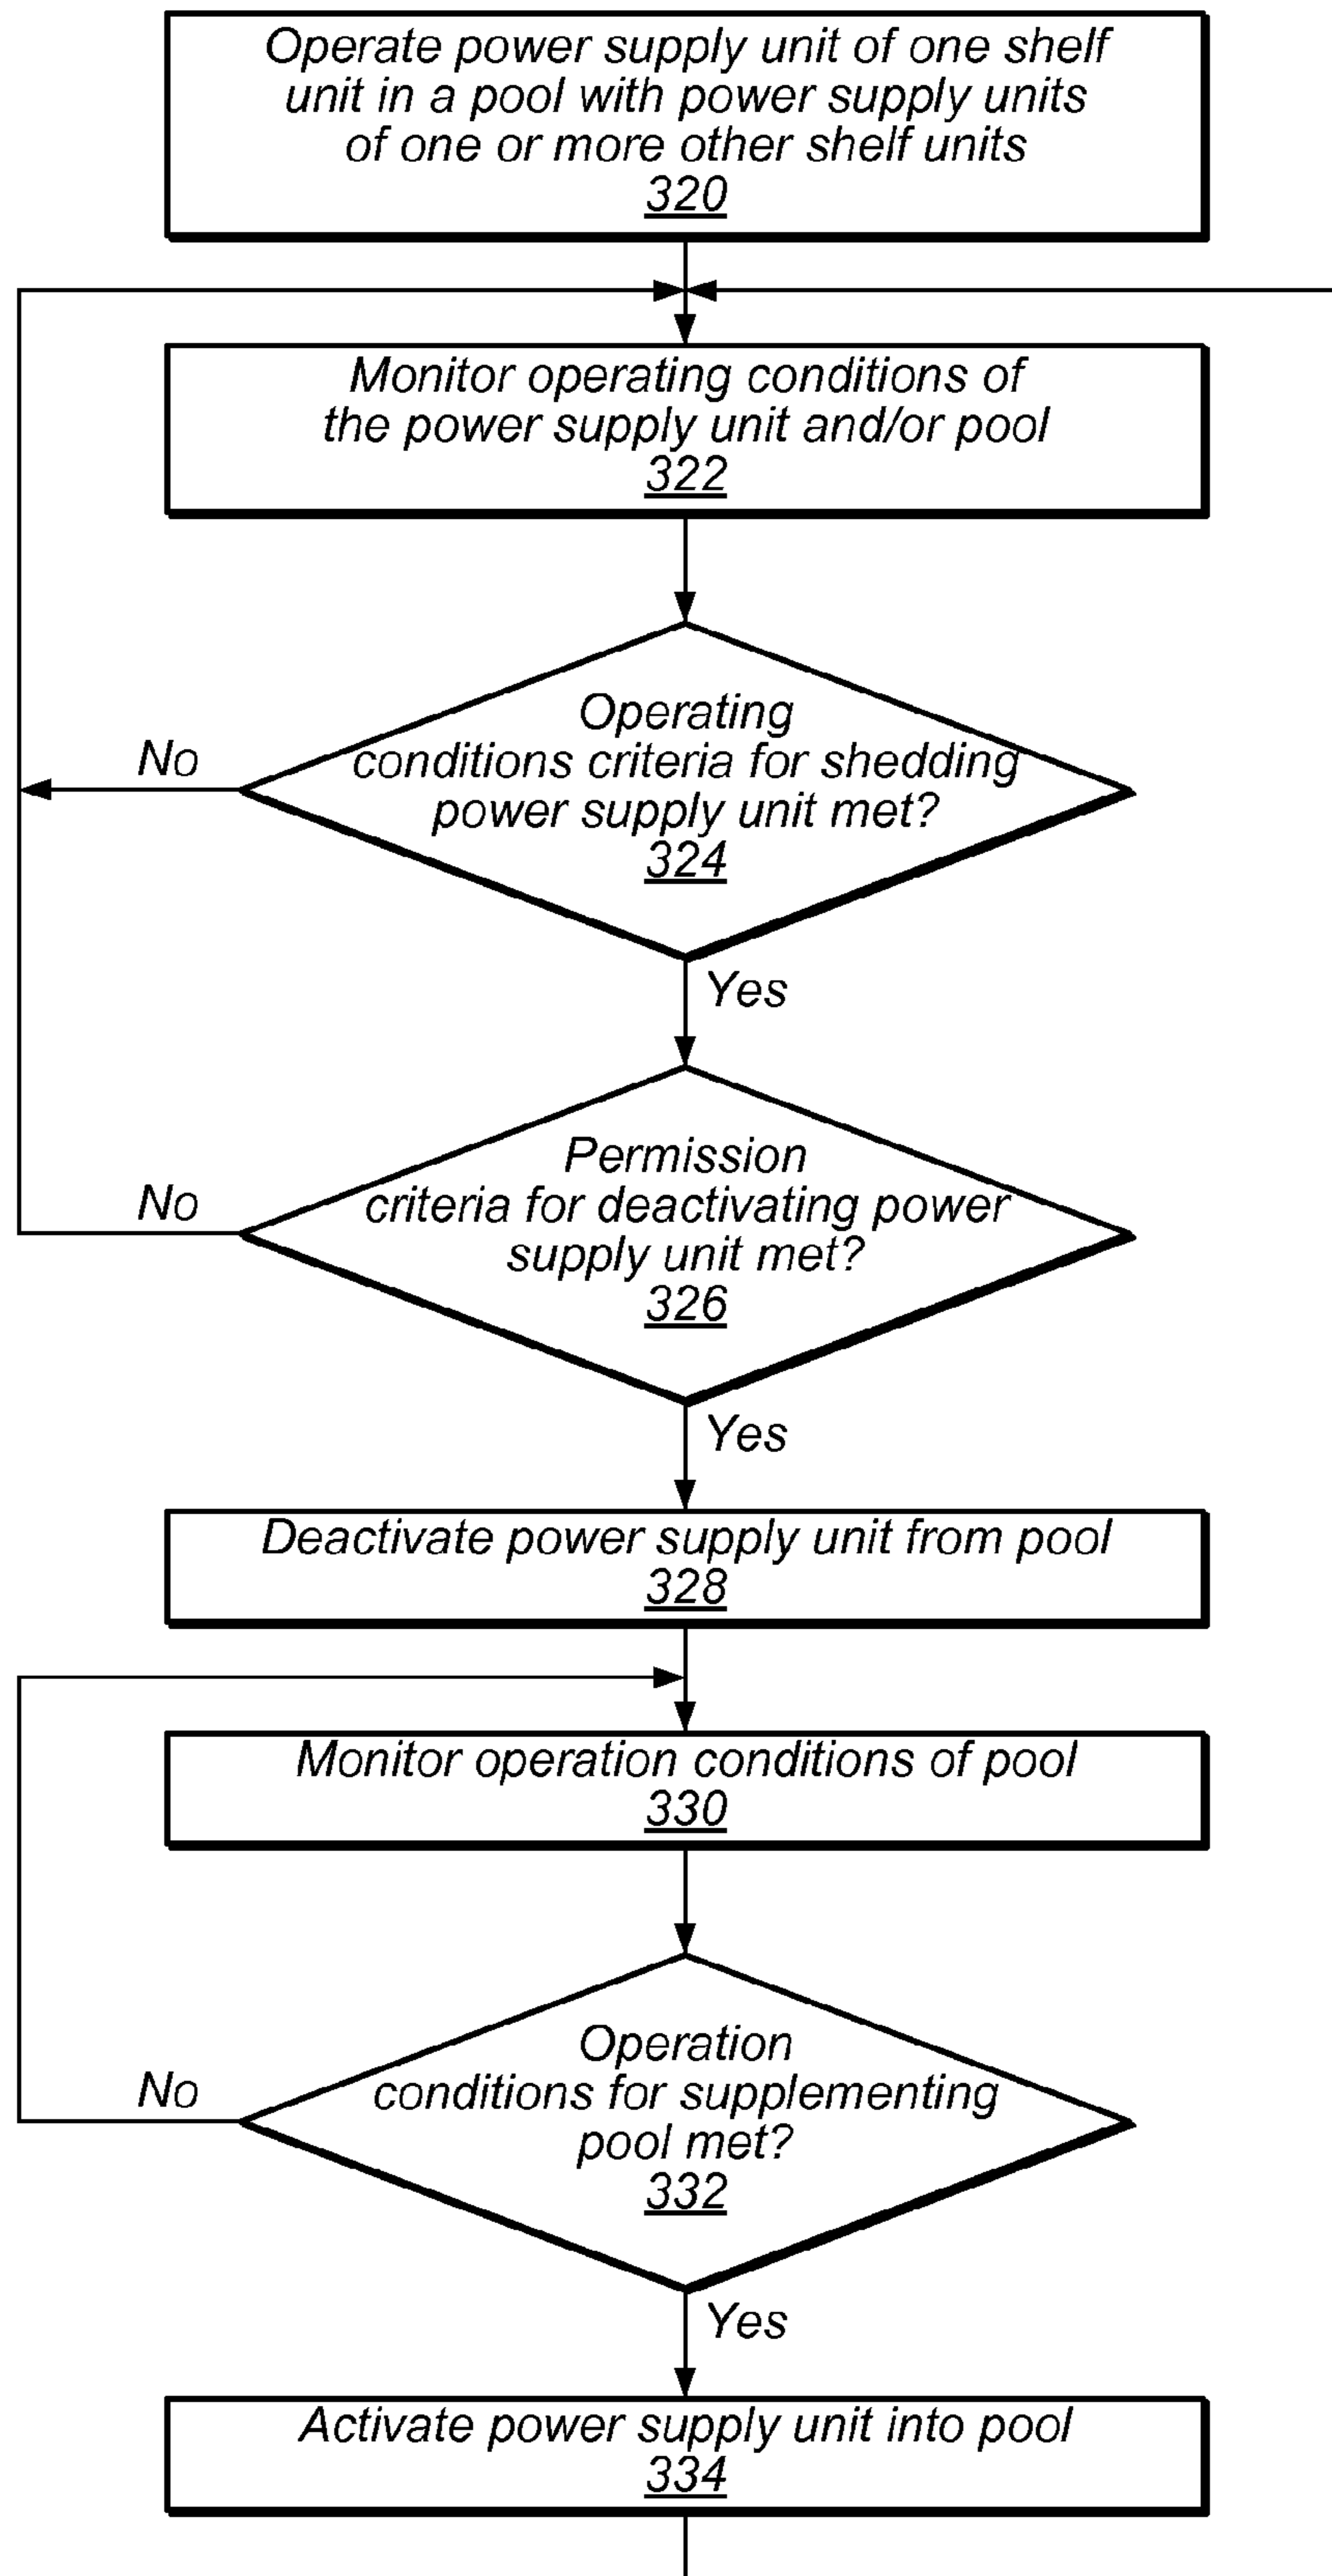 Operate power supply unit of one shelf
unit in a pool with power supply units
of one or more other shelf units
320
Monitor operating conditions of
the power supply unit and/or pool
322
Operating
conditions criteria for shedding
power supply unit met?
324
No
Yes
Permission
criteria for deactivating power
supply unit met?
326
No
Yes
Deactivate power supply unit from pool
328
Monitor operation conditions of pool
330
Operation
conditions for supplementing
pool met?
332
No
Yes
Activate power supply unit into pool
334